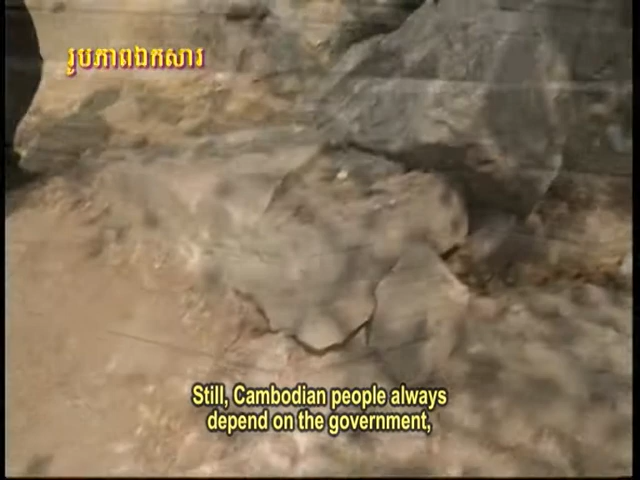 រូបភាពឯកសារ
Still, Cambodian people always
depend on the government,